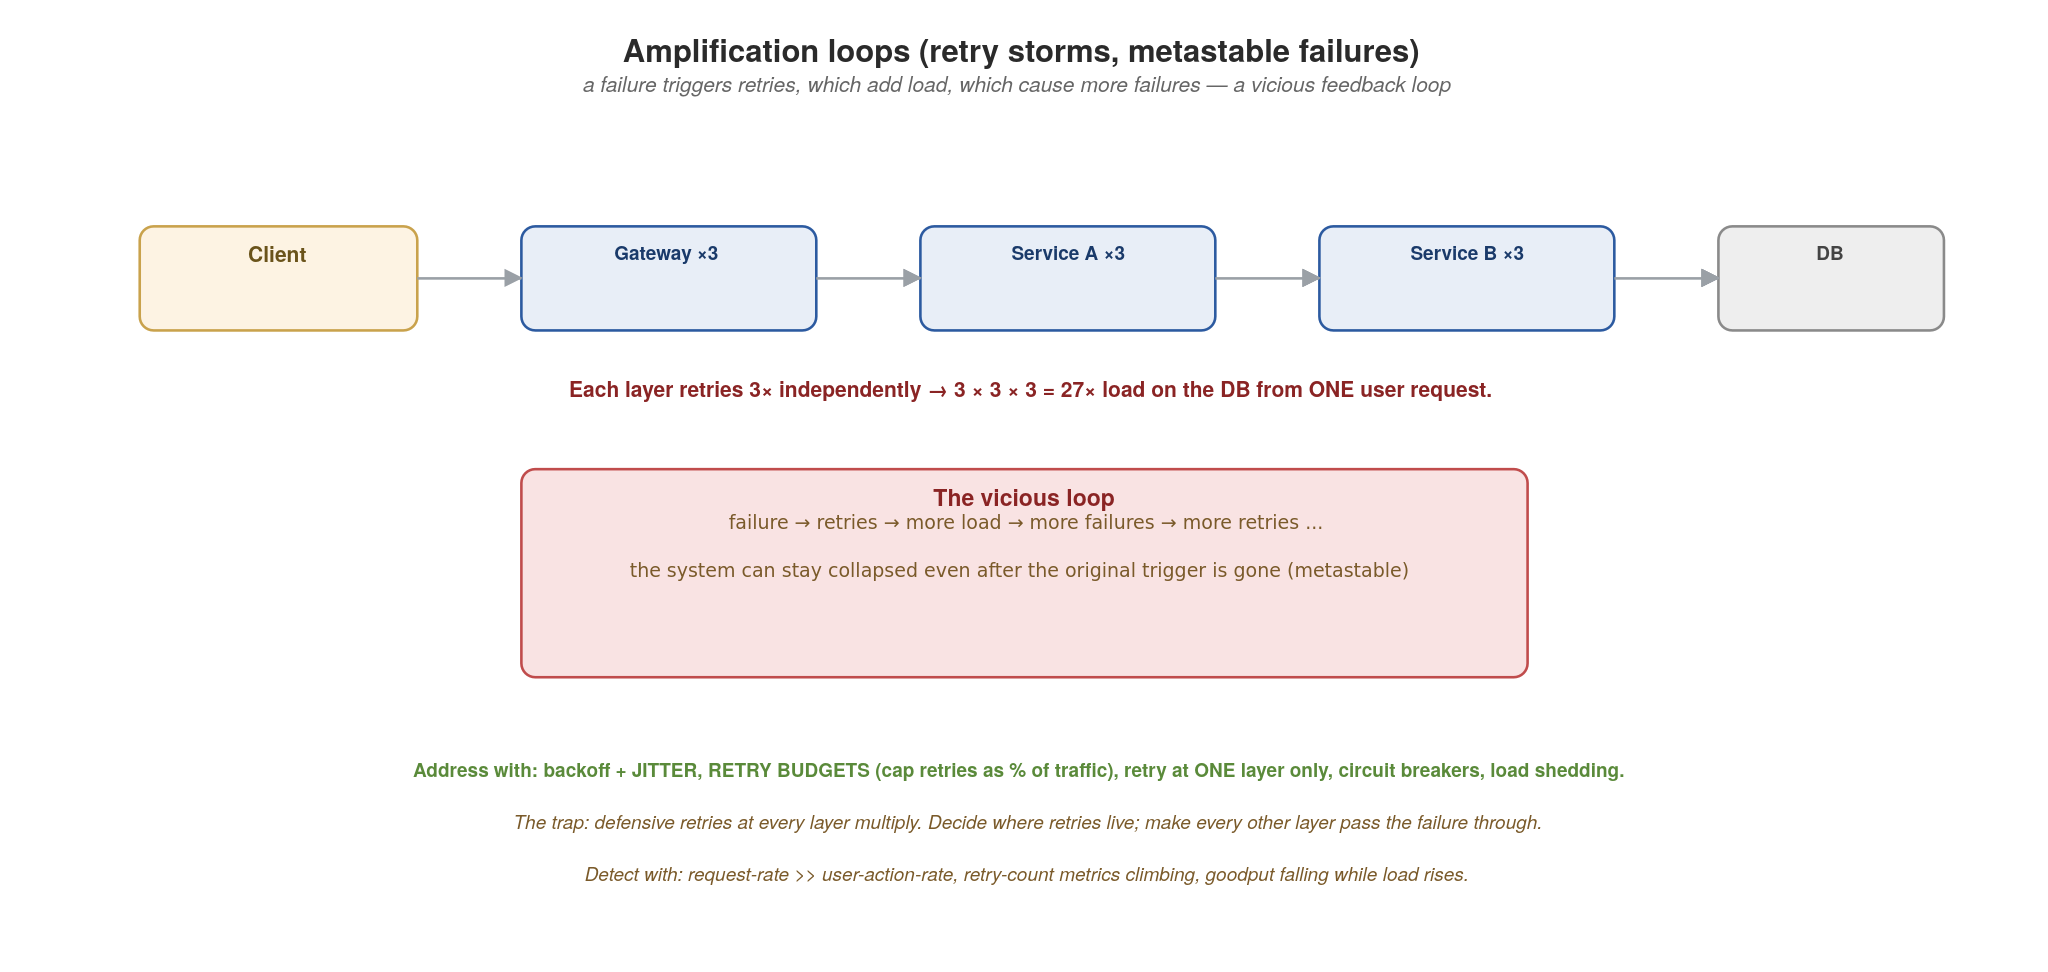 Amplification loops (retry storms, metastable failures)
a failure triggers retries, which add load, which cause more failures — a vicious feedback loop
Client
Gateway ×3
Service A ×3
Service B ×3
DB
Each layer retries 3× independently → 3 × 3 × 3 = 27× load on the DB from ONE user request.
The vicious loop
failure → retries → more load → more failures → more retries ...
the system can stay collapsed even after the original trigger is gone (metastable)
Address with: backoff + JITTER, RETRY BUDGETS (cap retries as % of traffic), retry at ONE layer only, circuit breakers, load shedding.
The trap: defensive retries at every layer multiply. Decide where retries live; make every other layer pass the failure through.
Detect with: request-rate >> user-action-rate, retry-count metrics climbing, goodput falling while load rises.